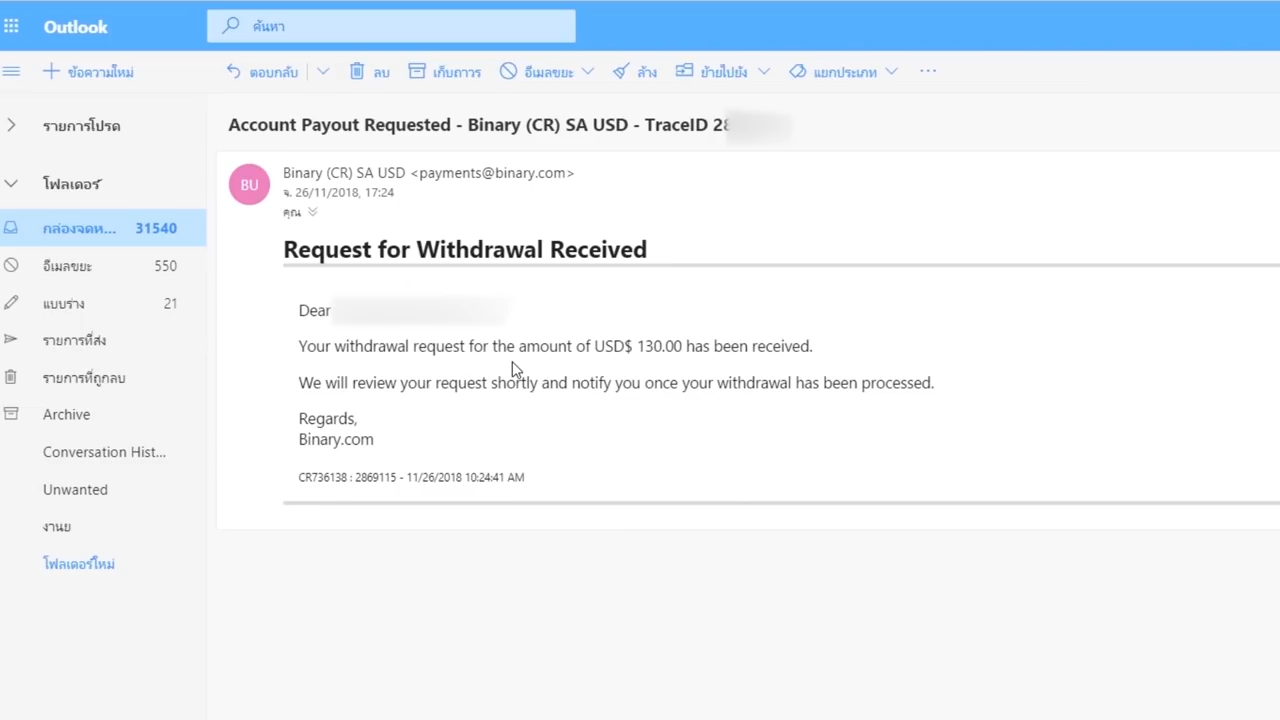 Outlook
ค้นหา
ข้อความใหม่
ตอบกลับ
ลบ
เก็บถาวร
อีเมลขยะ
ล้าง
ย้ายไปยัง
แยกประเภท
รายการโปรด
โฟลเดอร์
กล่องจดห... 31540
อีเมลขยะ 550
แบบร่าง 21
รายการที่ส่ง
รายการที่ถูกลบ
Archive
Conversation Hist...
Unwanted
งานย
โฟลเดอร์ใหม่
Account Payout Requested - Binary (CR) SA USD - TraceID 28
BU
Binary (CR) SA USD <payments@binary.com>
จ. 26/11/2018, 17:24
คุณ
Request for Withdrawal Received
Dear
Your withdrawal request for the amount of USD$ 130.00 has been received.
We will review your request shortly and notify you once your withdrawal has been processed.
Regards,
Binary.com
CR736138 : 2869115 - 11/26/2018 10:24:41 AM